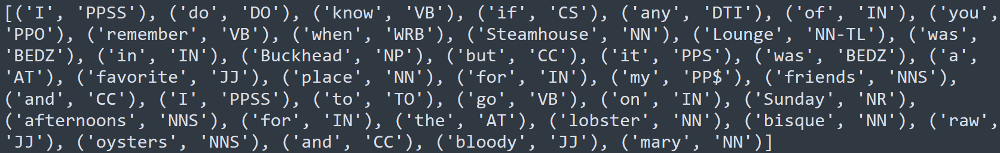 [('I', 'PPSS'), ('do', 'DO'), ('know', 'VB'), ('if', 'CS'), ('any', 'DTI'), ('of', 'IN'), ('you',
'PPO'), ('remember', 'VB'), ('when', 'WRB'), ('Steamhouse', 'NN'), ('Lounge', 'NN-TL'), ('was',
'BEDZ'), ('in', 'IN'), ('Buckhead', 'NP'), ('but', 'CC'), ('it', 'PPS'), ('was', 'BEDZ'), ('a',
'AT'), ('favorite', 'JJ'), ('place', 'NN'), ('for', 'IN'), ('my', 'PP$'), ('friends', 'NNS'),
('and', 'CC'), ('I', 'PPSS'), ('to', 'TO'), ('go', 'VB'), ('on', 'IN'), ('Sunday', 'NR'),
('afternoons', 'NNS'), ('for', 'IN'), ('the', 'AT'), ('lobster', 'NN'), ('bisque', 'NN'), ('raw',
'JJ'), ('oysters', 'NNS'), ('and', 'CC'), ('bloody', 'JJ'), ('mary', 'NN')]